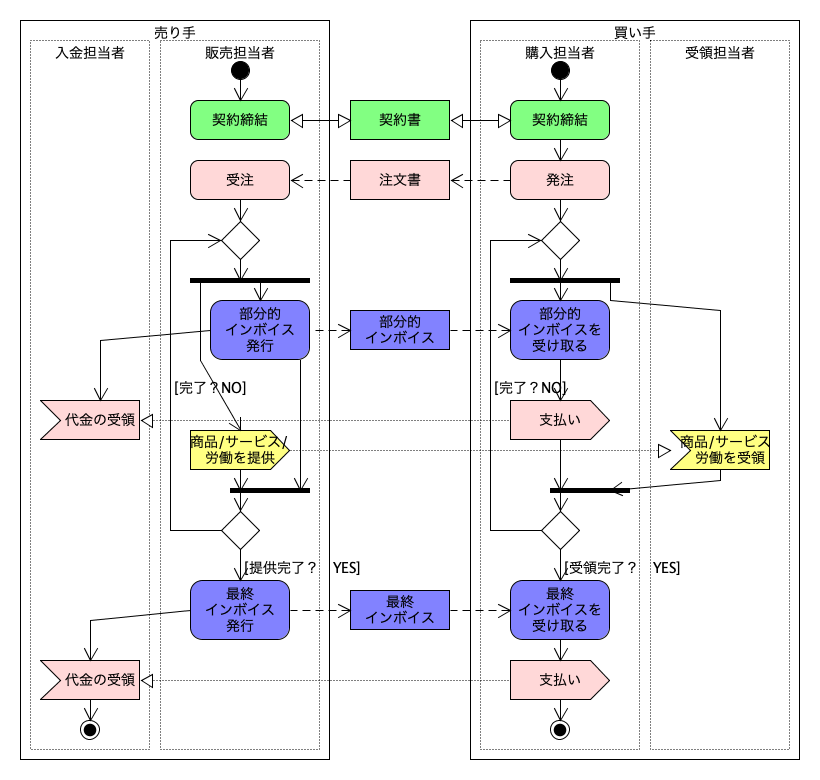 売り手
買い手
入金担当者
販売担当者
購入担当者
受領担当者
契約締結
契約書
契約締結
受注
注文書
発注
部分的
インボイス
発行
部分的
インボイス
部分的
インボイスを
受け取る
[完了？NO]
[完了？NO]
代金の受領
支払い
商品/サービス/
労働を提供
商品/サービス
労働を受領
[提供完了？　YES]
[受領完了？　YES]
最終
インボイス
発行
最終
インボイス
最終
インボイスを
受け取る
代金の受領
支払い